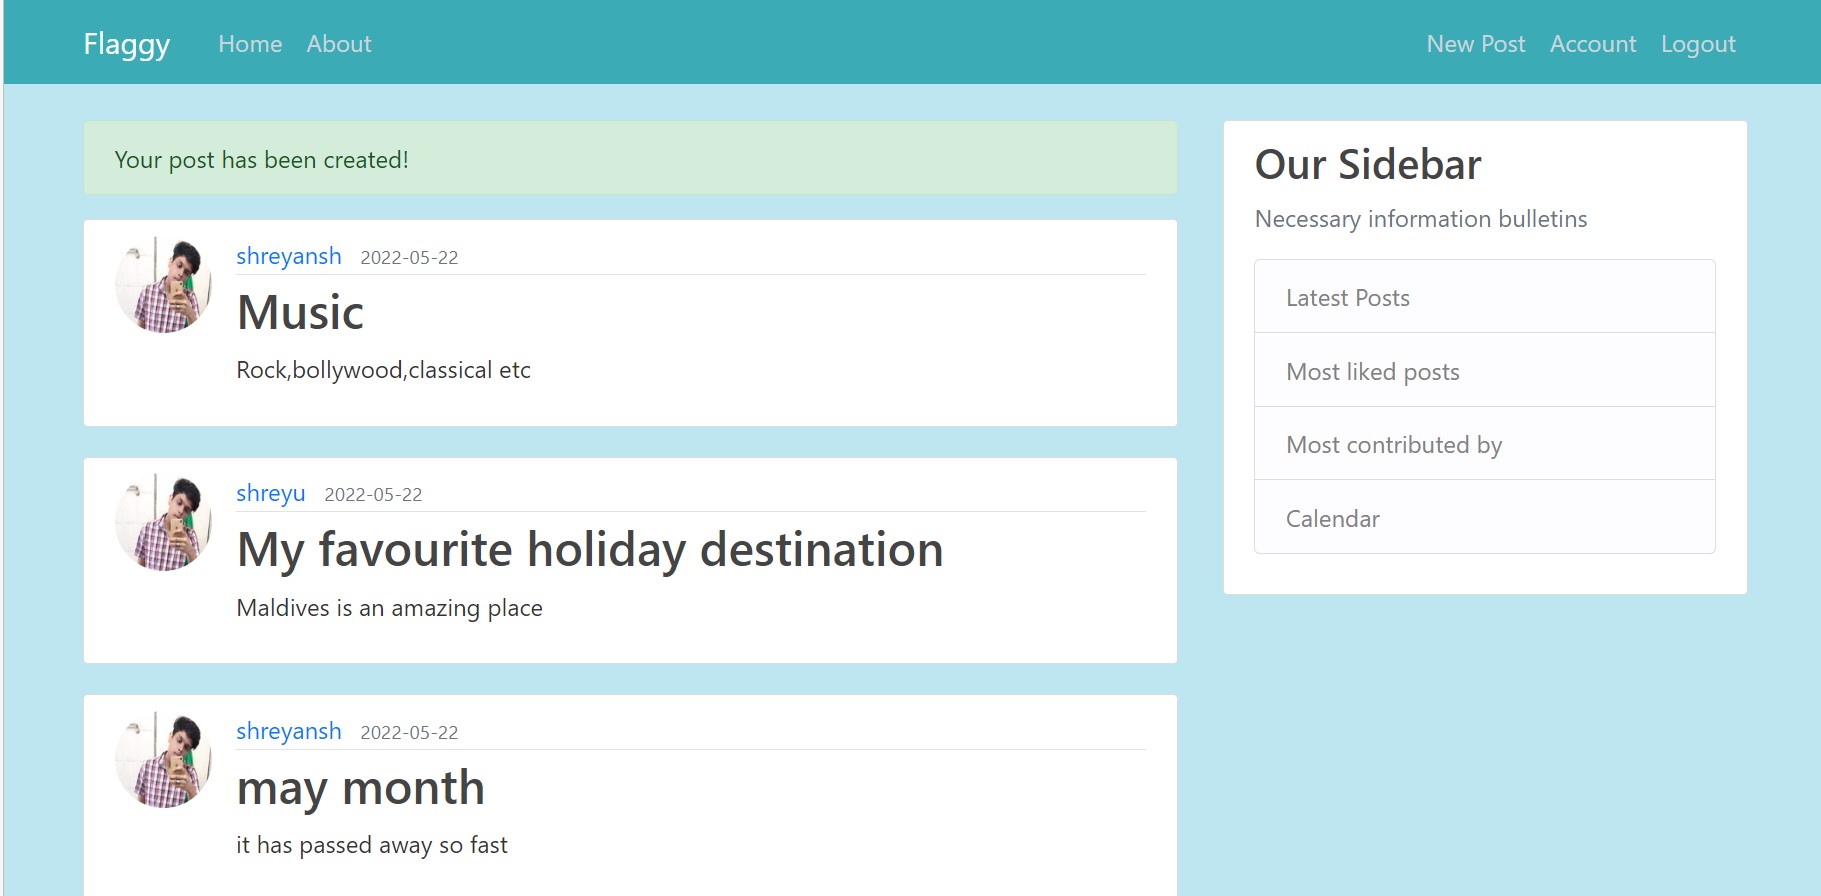 Flaggy Home About New Post Account Logout
Your post has been created!
shreyansh 2022-05-22
Music
Rock,bollywood,classical etc
shreyu 2022-05-22
My favourite holiday destination
Maldives is an amazing place
shreyansh 2022-05-22
may month
it has passed away so fast
Our Sidebar
Necessary information bulletins
Latest Posts
Most liked posts
Most contributed by
Calendar